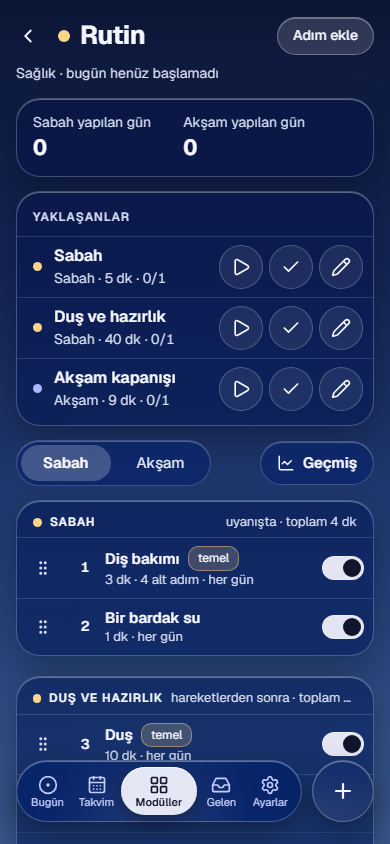 Rutin
Adım ekle
Sağlık · bugün henüz başlamadı
Sabah yapılan gün
Akşam yapılan gün
0
0
YAKLAŞANLAR
Sabah
Sabah · 5 dk · 0/1
Duş ve hazırlık
Sabah · 40 dk · 0/1
Akşam kapanışı
Akşam · 9 dk · 0/1
Sabah
Akşam
Geçmiş
SABAH
uyanışta · toplam 4 dk
1
Diş bakımı
temel
3 dk · 4 alt adım · her gün
2
Bir bardak su
1 dk · her gün
DUŞ VE HAZIRLIK
hareketlerden sonra · toplam ...
3
Duş
temel
10 dk · her gün
Bugün
Takvim
Modüller
Gelen
Ayarlar